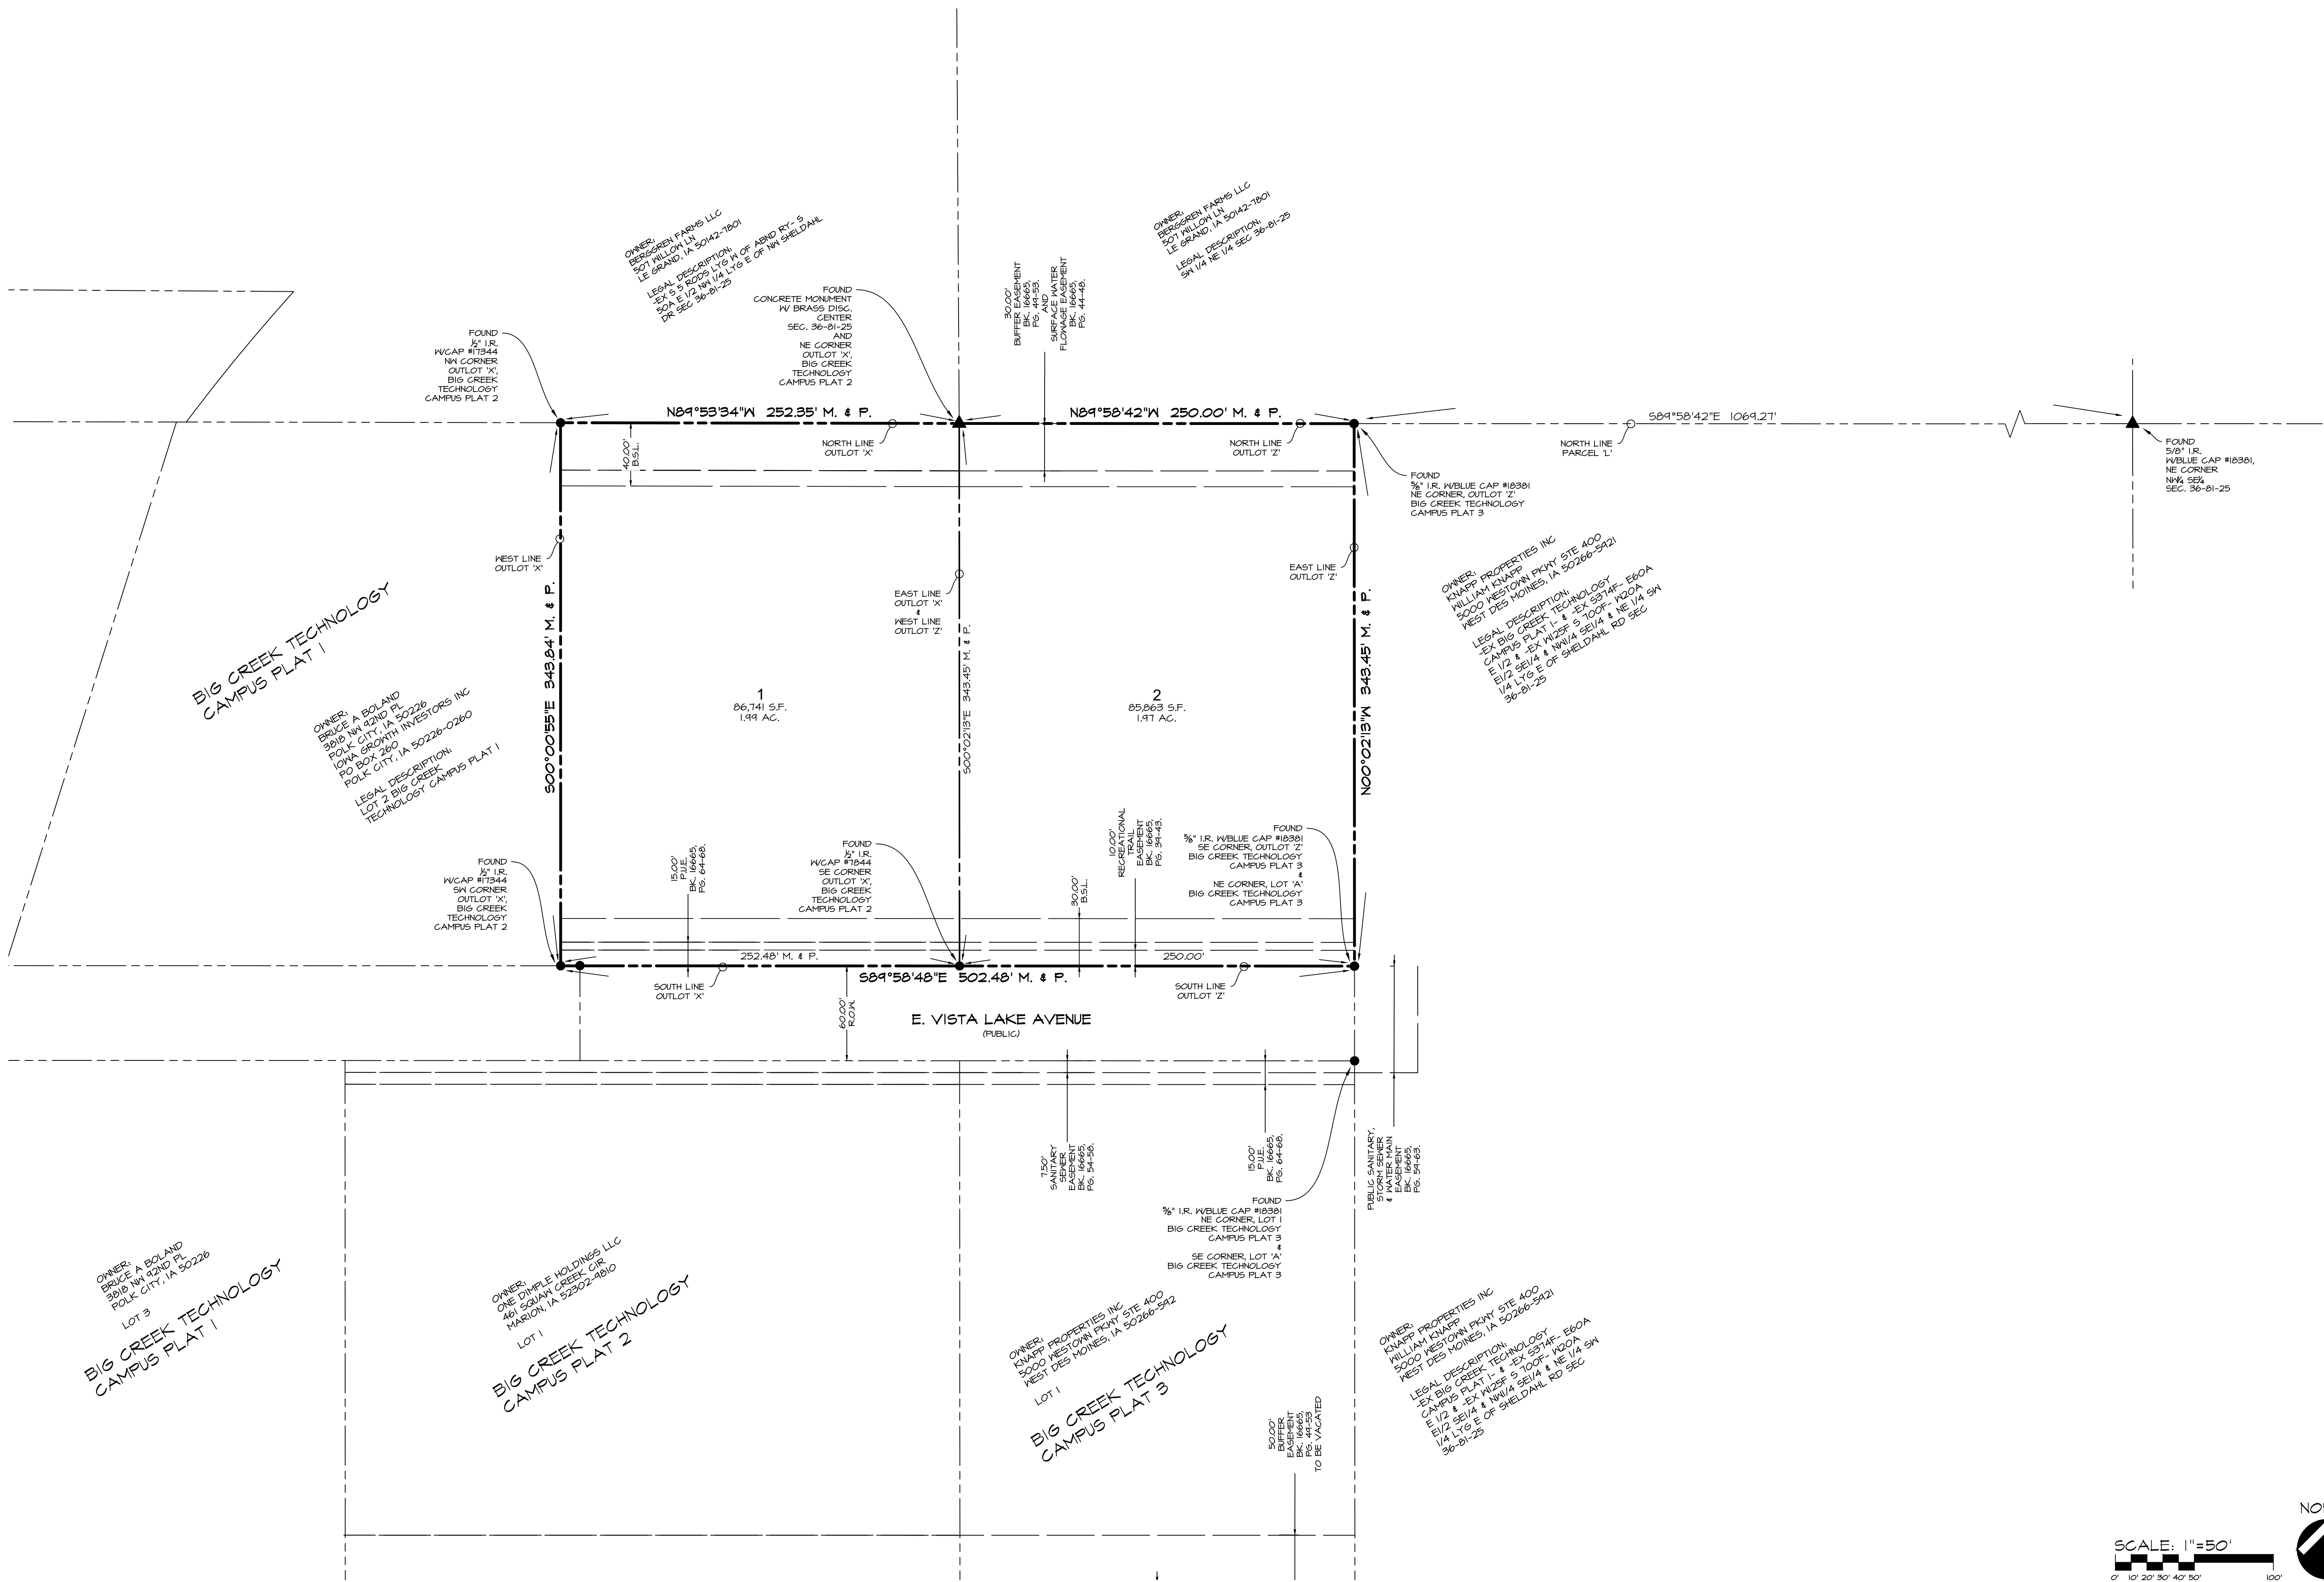 OWNER:
BERGGREN FARMS LLC
507 WILLOW LN
LE GRAND, IA 50142-7801
LEGAL DESCRIPTION:
-EX S 5 RODS LYG W OF ABND RY- S
50A E 1/2 NW 1/4 LYG E OF NW SHELDAHL
DR SEC 36-81-25
OWNER:
BERGGREN FARMS LLC
507 WILLOW LN
LE GRAND, IA 50142-7801
LEGAL DESCRIPTION:
SW 1/4 NE 1/4 SEC 36-81-25
30.00'
BUFFER EASEMENT
BK. 16665,
PG. 49-53.
AND
SURFACE WATER
FLOWAGE EASEMENT
BK. 16665,
PG. 44-48.
FOUND
CONCRETE MONUMENT
W/ BRASS DISC.
CENTER
SEC. 36-81-25
AND
NE CORNER
OUTLOT 'X',
BIG CREEK
TECHNOLOGY
CAMPUS PLAT 2
FOUND
½" I.R.
W/CAP #17344
NW CORNER
OUTLOT 'X',
BIG CREEK
TECHNOLOGY
CAMPUS PLAT 2
N89°53'34"W 252.35' M. & P.
N89°58'42"W 250.00' M. & P.
S89°58'42"E 1069.27'
40.00'
B.S.L.
NORTH LINE
OUTLOT 'X'
NORTH LINE
OUTLOT 'Z'
NORTH LINE
PARCEL 'L'
FOUND
5/8" I.R.
W/BLUE CAP #18381,
NE CORNER
NW¼ SE¼
SEC. 36-81-25
FOUND
⅝" I.R. W/BLUE CAP #18381
NE CORNER, OUTLOT 'Z'
BIG CREEK TECHNOLOGY
CAMPUS PLAT 3
WEST LINE
OUTLOT 'X'
EAST LINE
OUTLOT 'X'
&
WEST LINE
OUTLOT 'Z'
EAST LINE
OUTLOT 'Z'
OWNER:
KNAPP PROPERTIES INC
WILLIAM KNAPP
5000 WESTOWN PKWY STE 400
WEST DES MOINES, IA 50266-5921
LEGAL DESCRIPTION:
-EX BIG CREEK TECHNOLOGY
CAMPUS PLAT 1- & -EX S374F- E60A
E 1/2 & -EX W125F S 700F- W20A
E1/2 SE1/4 & NW1/4 SE1/4 & NE 1/4 SW
1/4 LYG E OF SHELDAHL RD SEC
36-81-25
BIG CREEK TECHNOLOGY
CAMPUS PLAT 1
OWNER:
BRUCE A BOLAND
3818 NW 92ND PL
POLK CITY, IA 50226
IOWA GROWTH INVESTORS INC
PO BOX 260
POLK CITY, IA 50226-0260
LEGAL DESCRIPTION:
LOT 2 BIG CREEK
TECHNOLOGY CAMPUS PLAT 1
S00°00'55"E 343.84' M. & P.
S00°02'13"E 343.45' M. & P.
N00°02'13"W 343.45' M. & P.
1
86,741 S.F.
1.99 AC.
2
85,863 S.F.
1.97 AC.
FOUND
½" I.R.
W/CAP #17344
SW CORNER
OUTLOT 'X',
BIG CREEK
TECHNOLOGY
CAMPUS PLAT 2
15.00'
P.U.E.
BK. 16665,
PG. 64-68.
FOUND
½" I.R.
W/CAP #7844
SE CORNER
OUTLOT 'X',
BIG CREEK
TECHNOLOGY
CAMPUS PLAT 2
30.00'
B.S.L.
10.00'
RECREATIONAL
TRAIL
EASEMENT
BK. 16665,
PG. 39-43.
FOUND
⅝" I.R. W/BLUE CAP #18381
SE CORNER, OUTLOT 'Z'
BIG CREEK TECHNOLOGY
CAMPUS PLAT 3
&
NE CORNER, LOT 'A'
BIG CREEK TECHNOLOGY
CAMPUS PLAT 3
252.48' M. & P.
250.00'
S89°58'48"E 502.48' M. & P.
SOUTH LINE
OUTLOT 'X'
SOUTH LINE
OUTLOT 'Z'
60.00'
R.O.W.
E. VISTA LAKE AVENUE
(PUBLIC)
7.50'
SANITARY
SEWER
EASEMENT
BK. 16665,
PG. 54-58.
15.00'
P.U.E.
BK. 16665,
PG. 64-68.
PUBLIC SANITARY,
STORM SEWER
& WATER MAIN
EASEMENT
BK. 16665,
PG. 59-63.
FOUND
⅝" I.R. W/BLUE CAP #18381
NE CORNER, LOT 1
BIG CREEK TECHNOLOGY
CAMPUS PLAT 3
&
SE CORNER, LOT 'A'
BIG CREEK TECHNOLOGY
CAMPUS PLAT 3
OWNER:
BRUCE A BOLAND
3818 NW 92ND PL
POLK CITY, IA 50226
LOT 3
BIG CREEK TECHNOLOGY
CAMPUS PLAT 1
OWNER:
ONE DIMPLE HOLDINGS LLC
461 SQUAW CREEK CIR
MARION, IA 52302-9810
LOT 1
BIG CREEK TECHNOLOGY
CAMPUS PLAT 2
OWNER:
KNAPP PROPERTIES INC
5000 WESTOWN PKWY STE 400
WEST DES MOINES, IA 50266-592
LOT 1
BIG CREEK TECHNOLOGY
CAMPUS PLAT 3
50.00'
BUFFER
EASEMENT
BK. 16665,
PG. 49-53
TO BE VACATED
OWNER:
KNAPP PROPERTIES INC
WILLIAM KNAPP
5000 WESTOWN PKWY STE 400
WEST DES MOINES, IA 50266-5921
LEGAL DESCRIPTION:
-EX BIG CREEK TECHNOLOGY
CAMPUS PLAT 1- & -EX S374F- E60A
E 1/2 & -EX W125F S 700F- W20A
E1/2 SE1/4 & NW1/4 SE1/4 & NE 1/4 SW
1/4 LYG E OF SHELDAHL RD SEC
36-81-25
SCALE: 1"=50'
0' 10' 20' 30' 40' 50' 100'